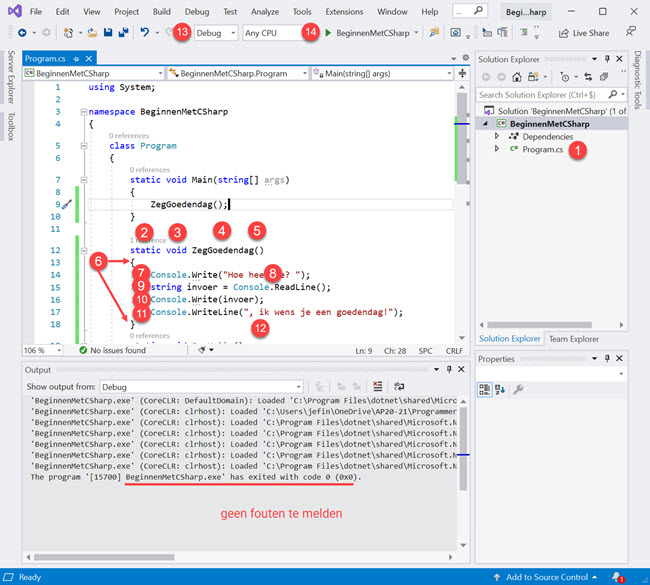 File Edit View Project Build Debug Test Analyze Tools Extensions Window Help ... Begi...harp
13 Debug Any CPU 14 BeginnenMetCSharp Live Share
Server Explorer
Toolbox
Program.cs
BeginnenMetCSharp BeginnenMetCSharp.Program Main(string[] args)
1 using System;
2
3 namespace BeginnenMetCSharp
4 {
0 references
5 class Program
6 {
0 references
7 static void Main(string[] args)
8 {
9 ZegGoedendag();
10 }
11
2 3 4 5
1 reference
12 static void ZegGoedendag()
6
13 {
14 7 Console.Write("Hoe hee 8 e? ");
15 9 string invoer = Console.ReadLine();
16 10 Console.Write(invoer);
17 11 Console.WriteLine(", ik wens je een goedendag!");
18 } 12
0 references
106 % No issues found Ln: 9 Ch: 28 SPC CRLF
Output
Show output from: Debug
'BeginnenMetCSharp.exe' (CoreCLR: DefaultDomain): Loaded 'C:\Program Files\dotnet\shared\Micro
'BeginnenMetCSharp.exe' (CoreCLR: clrhost): Loaded 'C:\Users\jefin\OneDrive\AP20-21\Programmer
'BeginnenMetCSharp.exe' (CoreCLR: clrhost): Loaded 'C:\Program Files\dotnet\shared\Microsoft.N
'BeginnenMetCSharp.exe' (CoreCLR: clrhost): Loaded 'C:\Program Files\dotnet\shared\Microsoft.N
'BeginnenMetCSharp.exe' (CoreCLR: clrhost): Loaded 'C:\Program Files\dotnet\shared\Microsoft.N
'BeginnenMetCSharp.exe' (CoreCLR: clrhost): Loaded 'C:\Program Files\dotnet\shared\Microsoft.N
'BeginnenMetCSharp.exe' (CoreCLR: clrhost): Loaded 'C:\Program Files\dotnet\shared\Microsoft.N
The program '[15700] BeginnenMetCSharp.exe' has exited with code 0 (0x0).
geen fouten te melden
Solution Explorer
Search Solution Explorer (Ctrl+$)
Solution 'BeginnenMetCSharp' (1 of
BeginnenMetCSharp
Dependencies
Program.cs 1
Solution Explorer Team Explorer
Properties
Diagnostic Tools
Ready Add to Source Control 1